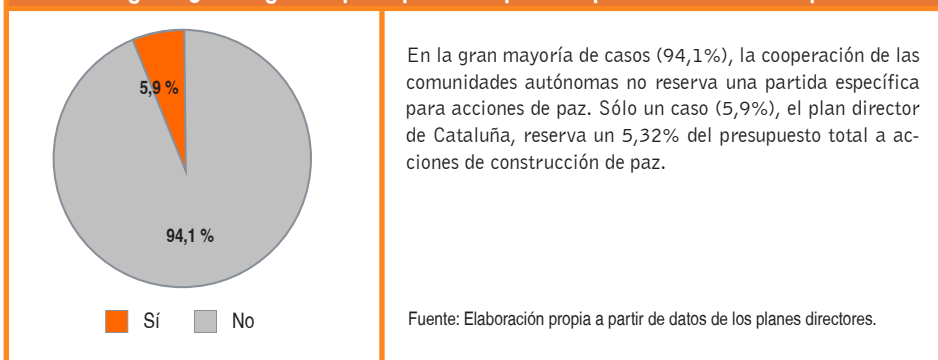 5,9 %
94,1 %
Sí
No
En la gran mayoría de casos (94,1%), la cooperación de las
comunidades autónomas no reserva una partida específica
para acciones de paz. Sólo un caso (5,9%), el plan director
de Cataluña, reserva un 5,32% del presupuesto total a ac-
ciones de construcción de paz.
Fuente: Elaboración propia a partir de datos de los planes directores.